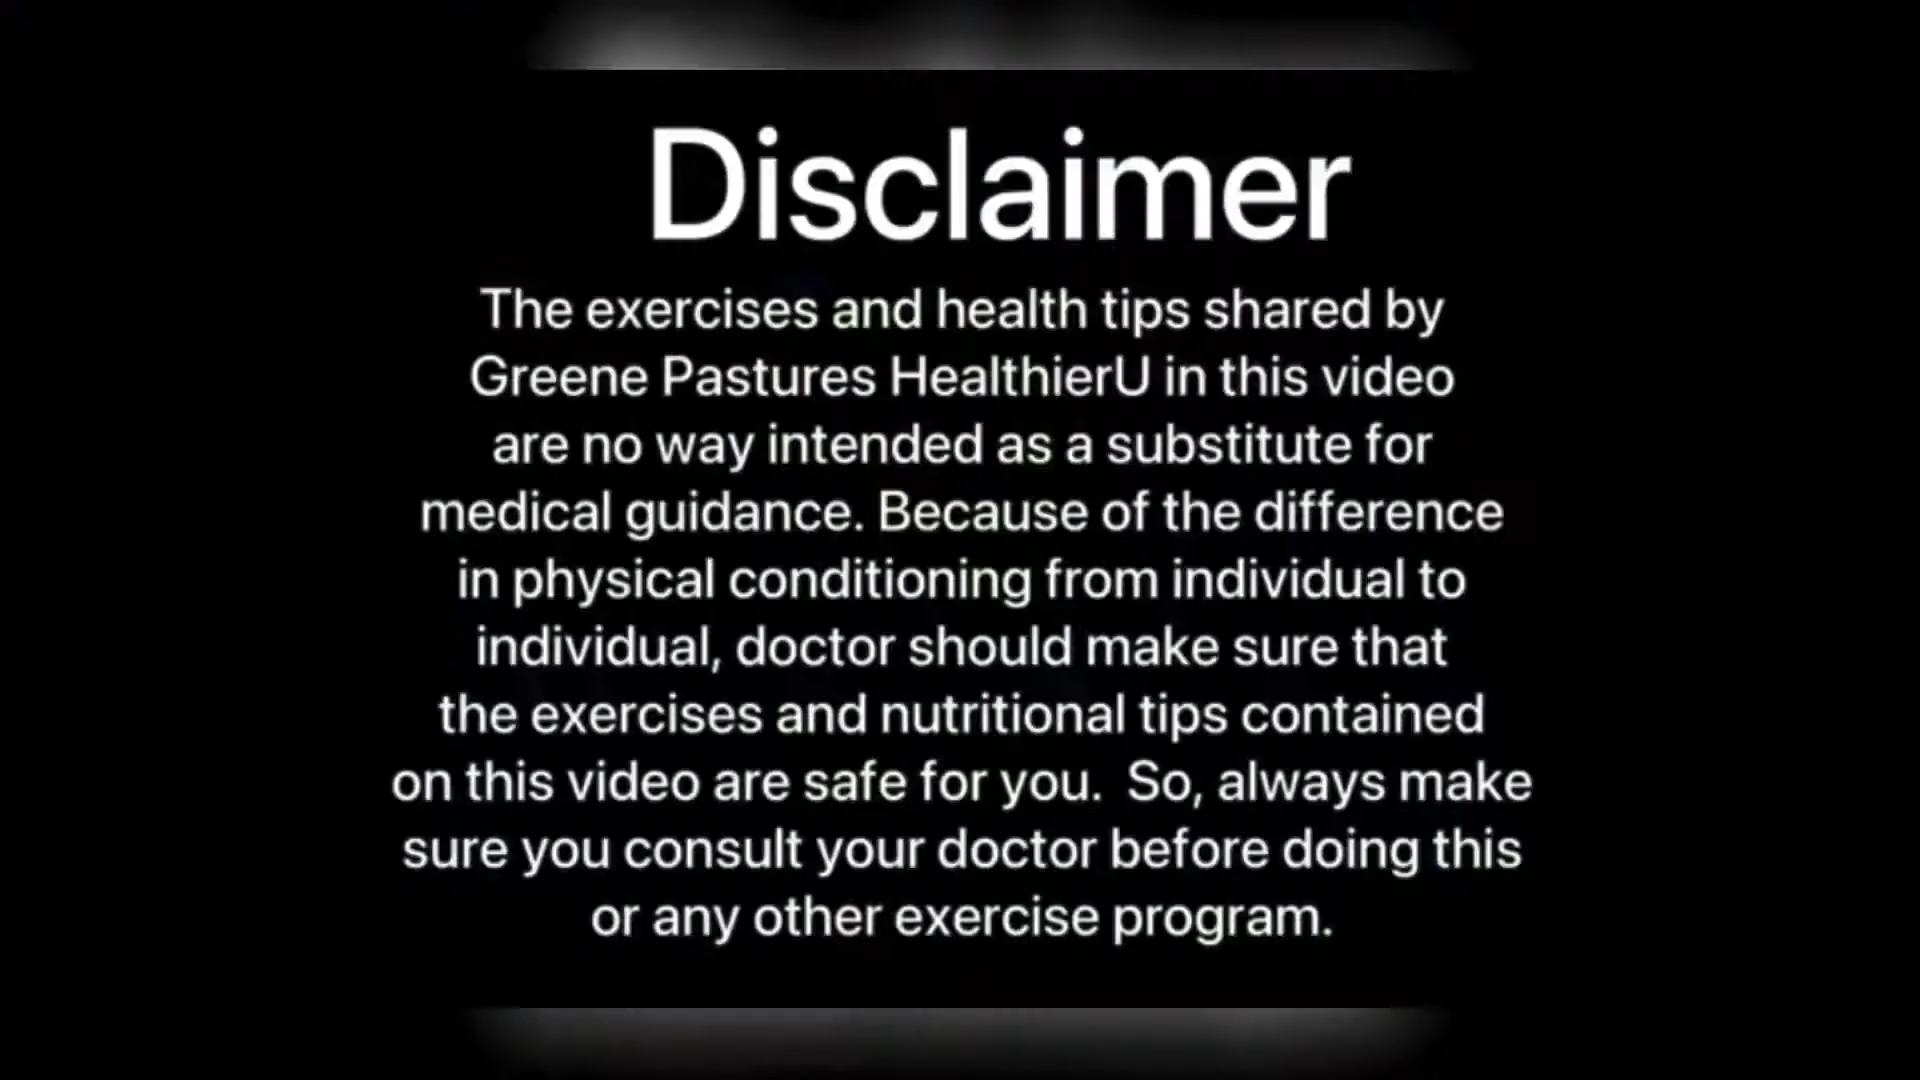 Disclaimer
The exercises and health tips shared by
Greene Pastures HealthierU in this video
are no way intended as a substitute for
medical guidance. Because of the difference
in physical conditioning from individual to
individual, doctor should make sure that
the exercises and nutritional tips contained
on this video are safe for you.  So, always make
sure you consult your doctor before doing this
or any other exercise program.